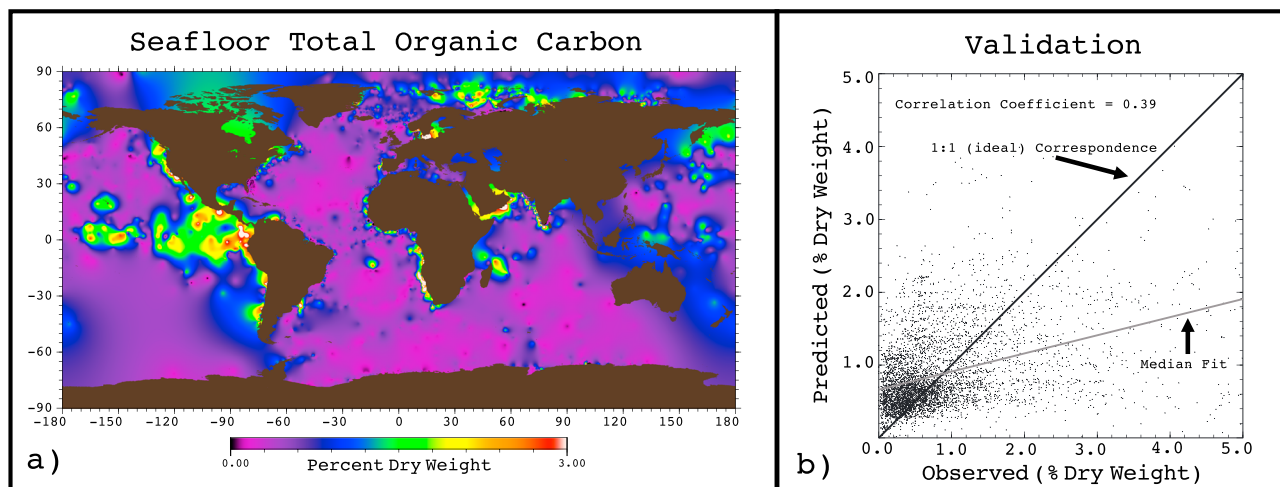 Seafloor Total Organic Carbon
90
60
30
0
−30
−60
−90
−180 −150 −120 −90 −60 −30 0 30 60 90 120 150 180
0.00 3.00
Percent Dry Weight
a)
Validation
5.0
4.0
3.0
2.0
1.0
Predicted (% Dry Weight)
Correlation Coefficient = 0.39
1:1 (ideal) Correspondence
Median Fit
0.0 1.0 2.0 3.0 4.0 5.0
Observed (% Dry Weight)
b)